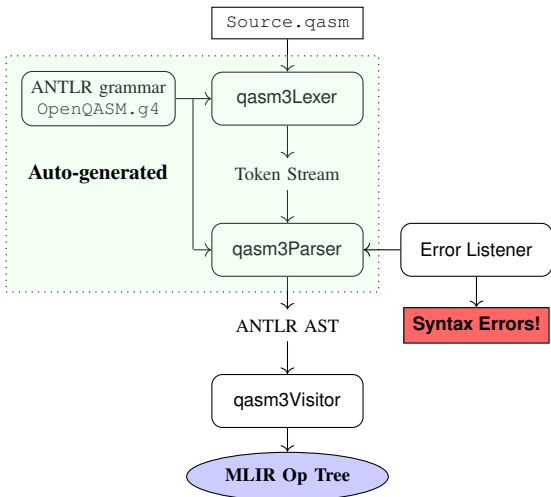 Source.qasm
ANTLR grammar
OpenQASM.g4
qasm3Lexer
Auto-generated
Token Stream
qasm3Parser
Error Listener
ANTLR AST
Syntax Errors!
qasm3Visitor
MLIR Op Tree